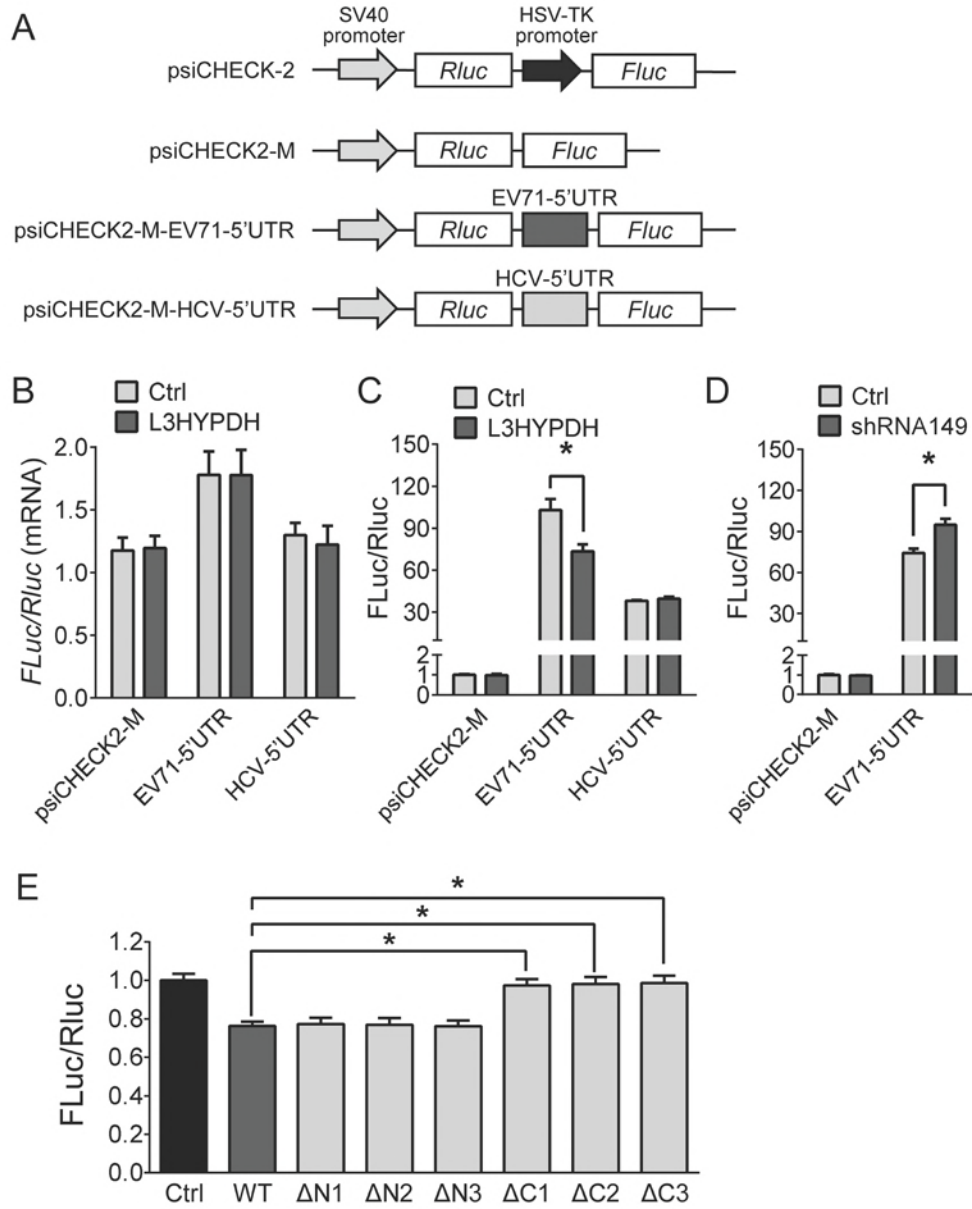 A
SV40 promoter
HSV-TK promoter
psiCHECK-2
Rluc
Fluc
psiCHECK2-M
Rluc
Fluc
EV71-5'UTR
psiCHECK2-M-EV71-5'UTR
Rluc
Fluc
HCV-5'UTR
psiCHECK2-M-HCV-5'UTR
Rluc
Fluc
B
Ctrl
L3HYPDH
FLuc/Rluc (mRNA)
2.0
1.5
1.0
0.5
0.0
psiCHECK2-M
EV71-5'UTR
HCV-5'UTR
C
Ctrl
L3HYPDH
FLuc/Rluc
150
120
90
60
30
2
1
0
*
psiCHECK2-M
EV71-5'UTR
HCV-5'UTR
D
Ctrl
shRNA149
FLuc/Rluc
150
120
90
60
30
2
1
0
*
psiCHECK2-M
EV71-5'UTR
E
*
*
*
FLuc/Rluc
1.2
1.0
0.8
0.6
0.4
0.2
0.0
Ctrl WT ΔN1 ΔN2 ΔN3 ΔC1 ΔC2 ΔC3